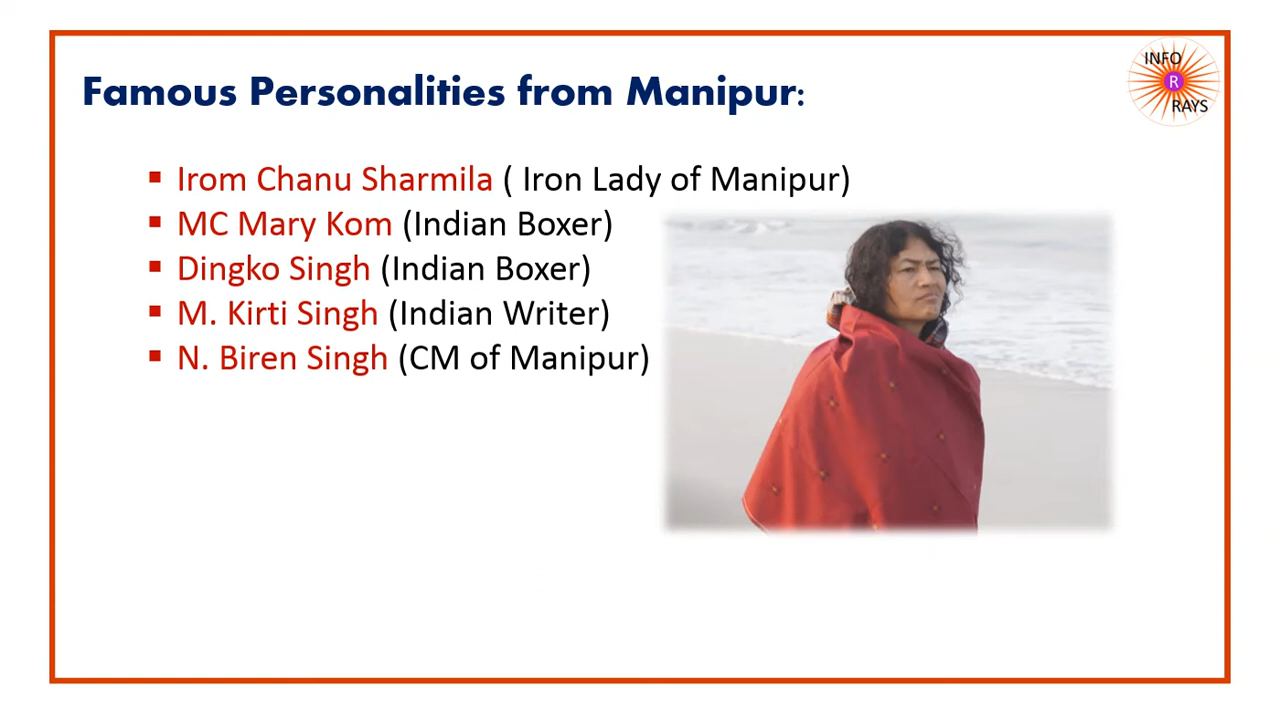 Famous Personalities from Manipur:
INFO
R
RAYS
▪ Irom Chanu Sharmila ( Iron Lady of Manipur)
▪ MC Mary Kom (Indian Boxer)
▪ Dingko Singh (Indian Boxer)
▪ M. Kirti Singh (Indian Writer)
▪ N. Biren Singh (CM of Manipur)